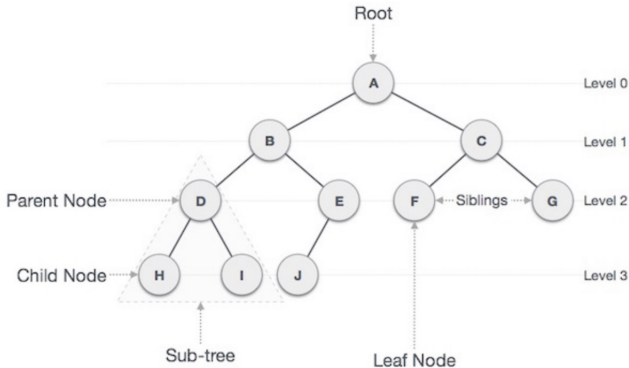 Root
A
Level 0
B
C
Level 1
Parent Node
D
E
F
Siblings
G
Level 2
Child Node
H
I
J
Level 3
Sub-tree
Leaf Node